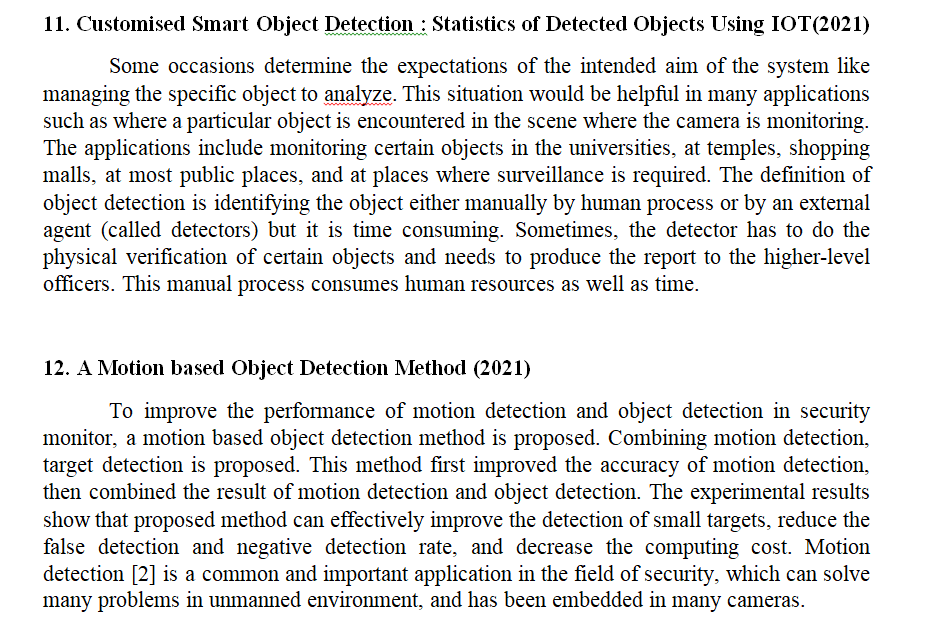 11. Customised Smart Object Detection : Statistics of Detected Objects Using IOT(2021)
Some occasions determine the expectations of the intended aim of the system like
managing the specific object to analyze. This situation would be helpful in many applications
such as where a particular object is encountered in the scene where the camera is monitoring.
The applications include monitoring certain objects in the universities, at temples, shopping
malls, at most public places, and at places where surveillance is required. The definition of
object detection is identifying the object either manually by human process or by an external
agent (called detectors) but it is time consuming. Sometimes, the detector has to do the
physical verification of certain objects and needs to produce the report to the higher-level
officers. This manual process consumes human resources as well as time.
12. A Motion based Object Detection Method (2021)
To improve the performance of motion detection and object detection in security
monitor, a motion based object detection method is proposed. Combining motion detection,
target detection is proposed. This method first improved the accuracy of motion detection,
then combined the result of motion detection and object detection. The experimental results
show that proposed method can effectively improve the detection of small targets, reduce the
false detection and negative detection rate, and decrease the computing cost. Motion
detection [2] is a common and important application in the field of security, which can solve
many problems in unmanned environment, and has been embedded in many cameras.